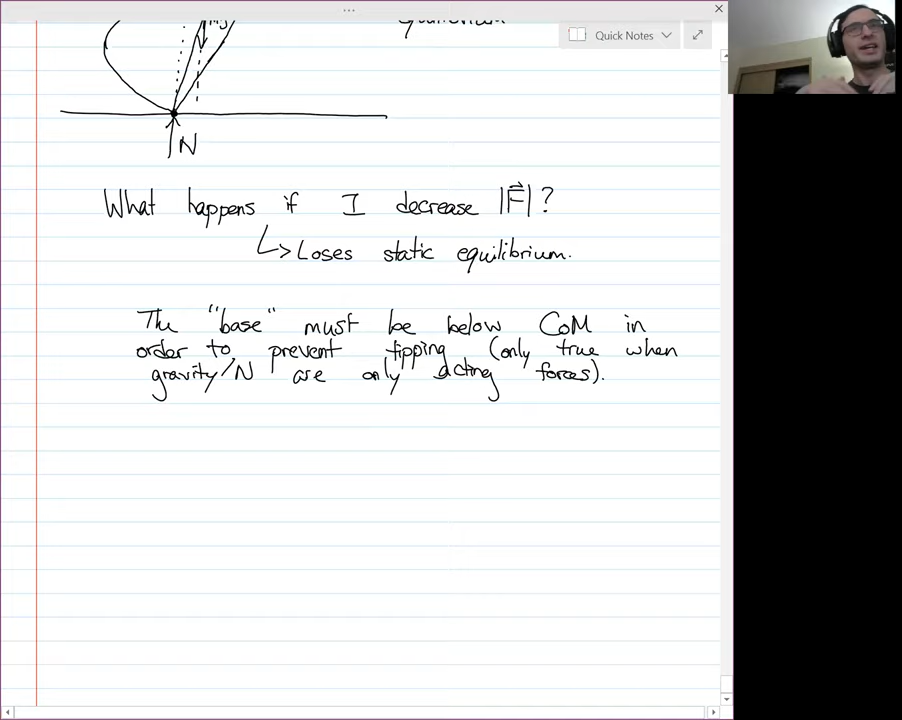 Mg
Quick Notes
N
What happens if I decrease |F⃗|?
↳ Loses static equilibrium.
The "base" must be below CoM in
order to prevent tipping (only true when
gravity/N are only acting forces).